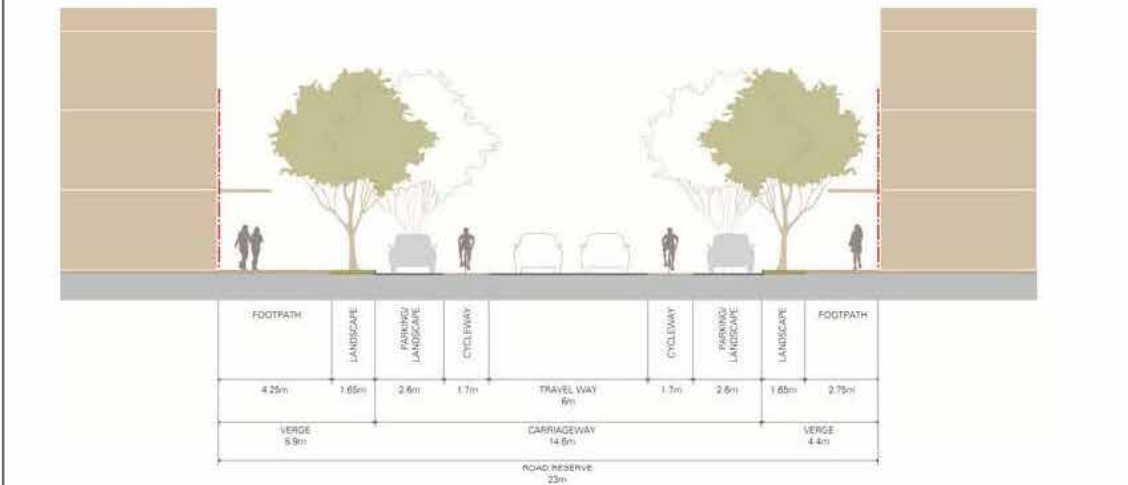 FOOTPATH
LANDSCAPE
PARKING/
LANDSCAPE
CYCLEWAY
CYCLEWAY
PARKING/
LANDSCAPE
LANDSCAPE
FOOTPATH
4.25m
1.65m
2.6m
1.7m
TRAVEL WAY
6m
1.7m
2.6m
1.65m
2.75m
VERGE
5.9m
CARRIAGEWAY
14.6m
VERGE
4.4m
ROAD RESERVE
23m